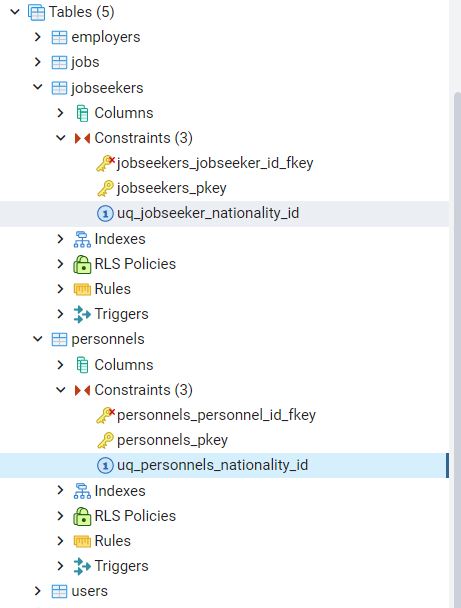 Tables (5)
employers
jobs
jobseekers
Columns
Constraints (3)
jobseekers_jobseeker_id_fkey
jobseekers_pkey
uq_jobseeker_nationality_id
Indexes
RLS Policies
Rules
Triggers
personnels
Columns
Constraints (3)
personnels_personnel_id_fkey
personnels_pkey
uq_personnels_nationality_id
Indexes
RLS Policies
Rules
Triggers
users